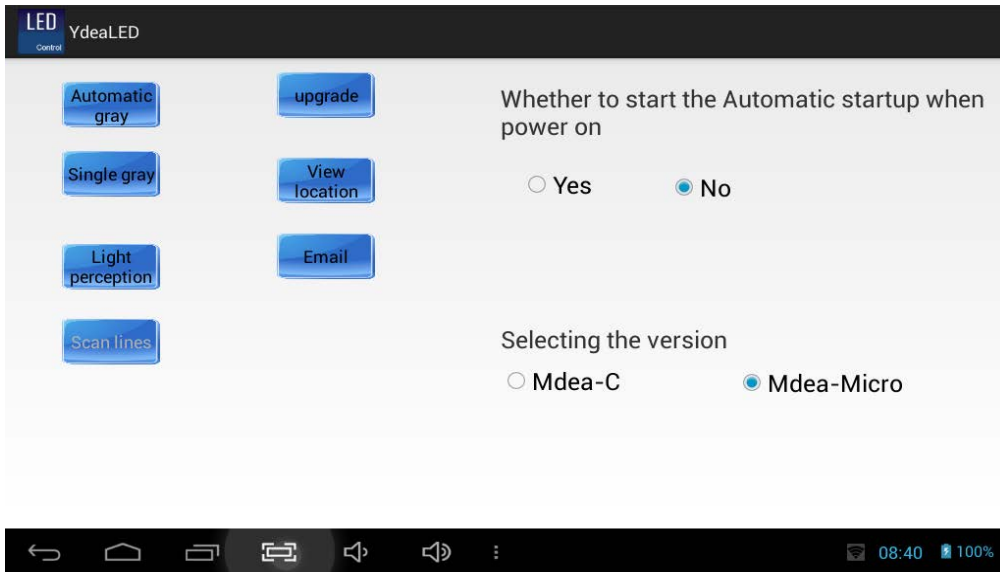 LED
Control
YdeaLED
Automatic
gray
upgrade
Single gray
View
location
Light
perception
Email
Scan lines
Whether to start the Automatic startup when
power on
Yes
No
Selecting the version
Mdea-C
Mdea-Micro
08:40
100%